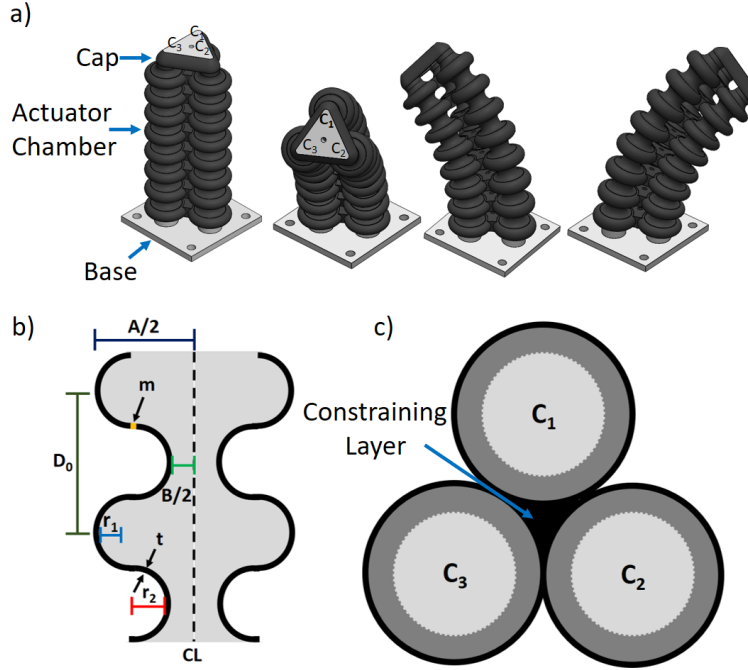 a)
C₁
C₃ C₂
Cap
Actuator
Chamber
Base
C₁
C₃ C₂
b)
A/2
m
D₀
B/2
r₁
t
r₂
CL
c)
Constraining
Layer
C₁
C₃
C₂